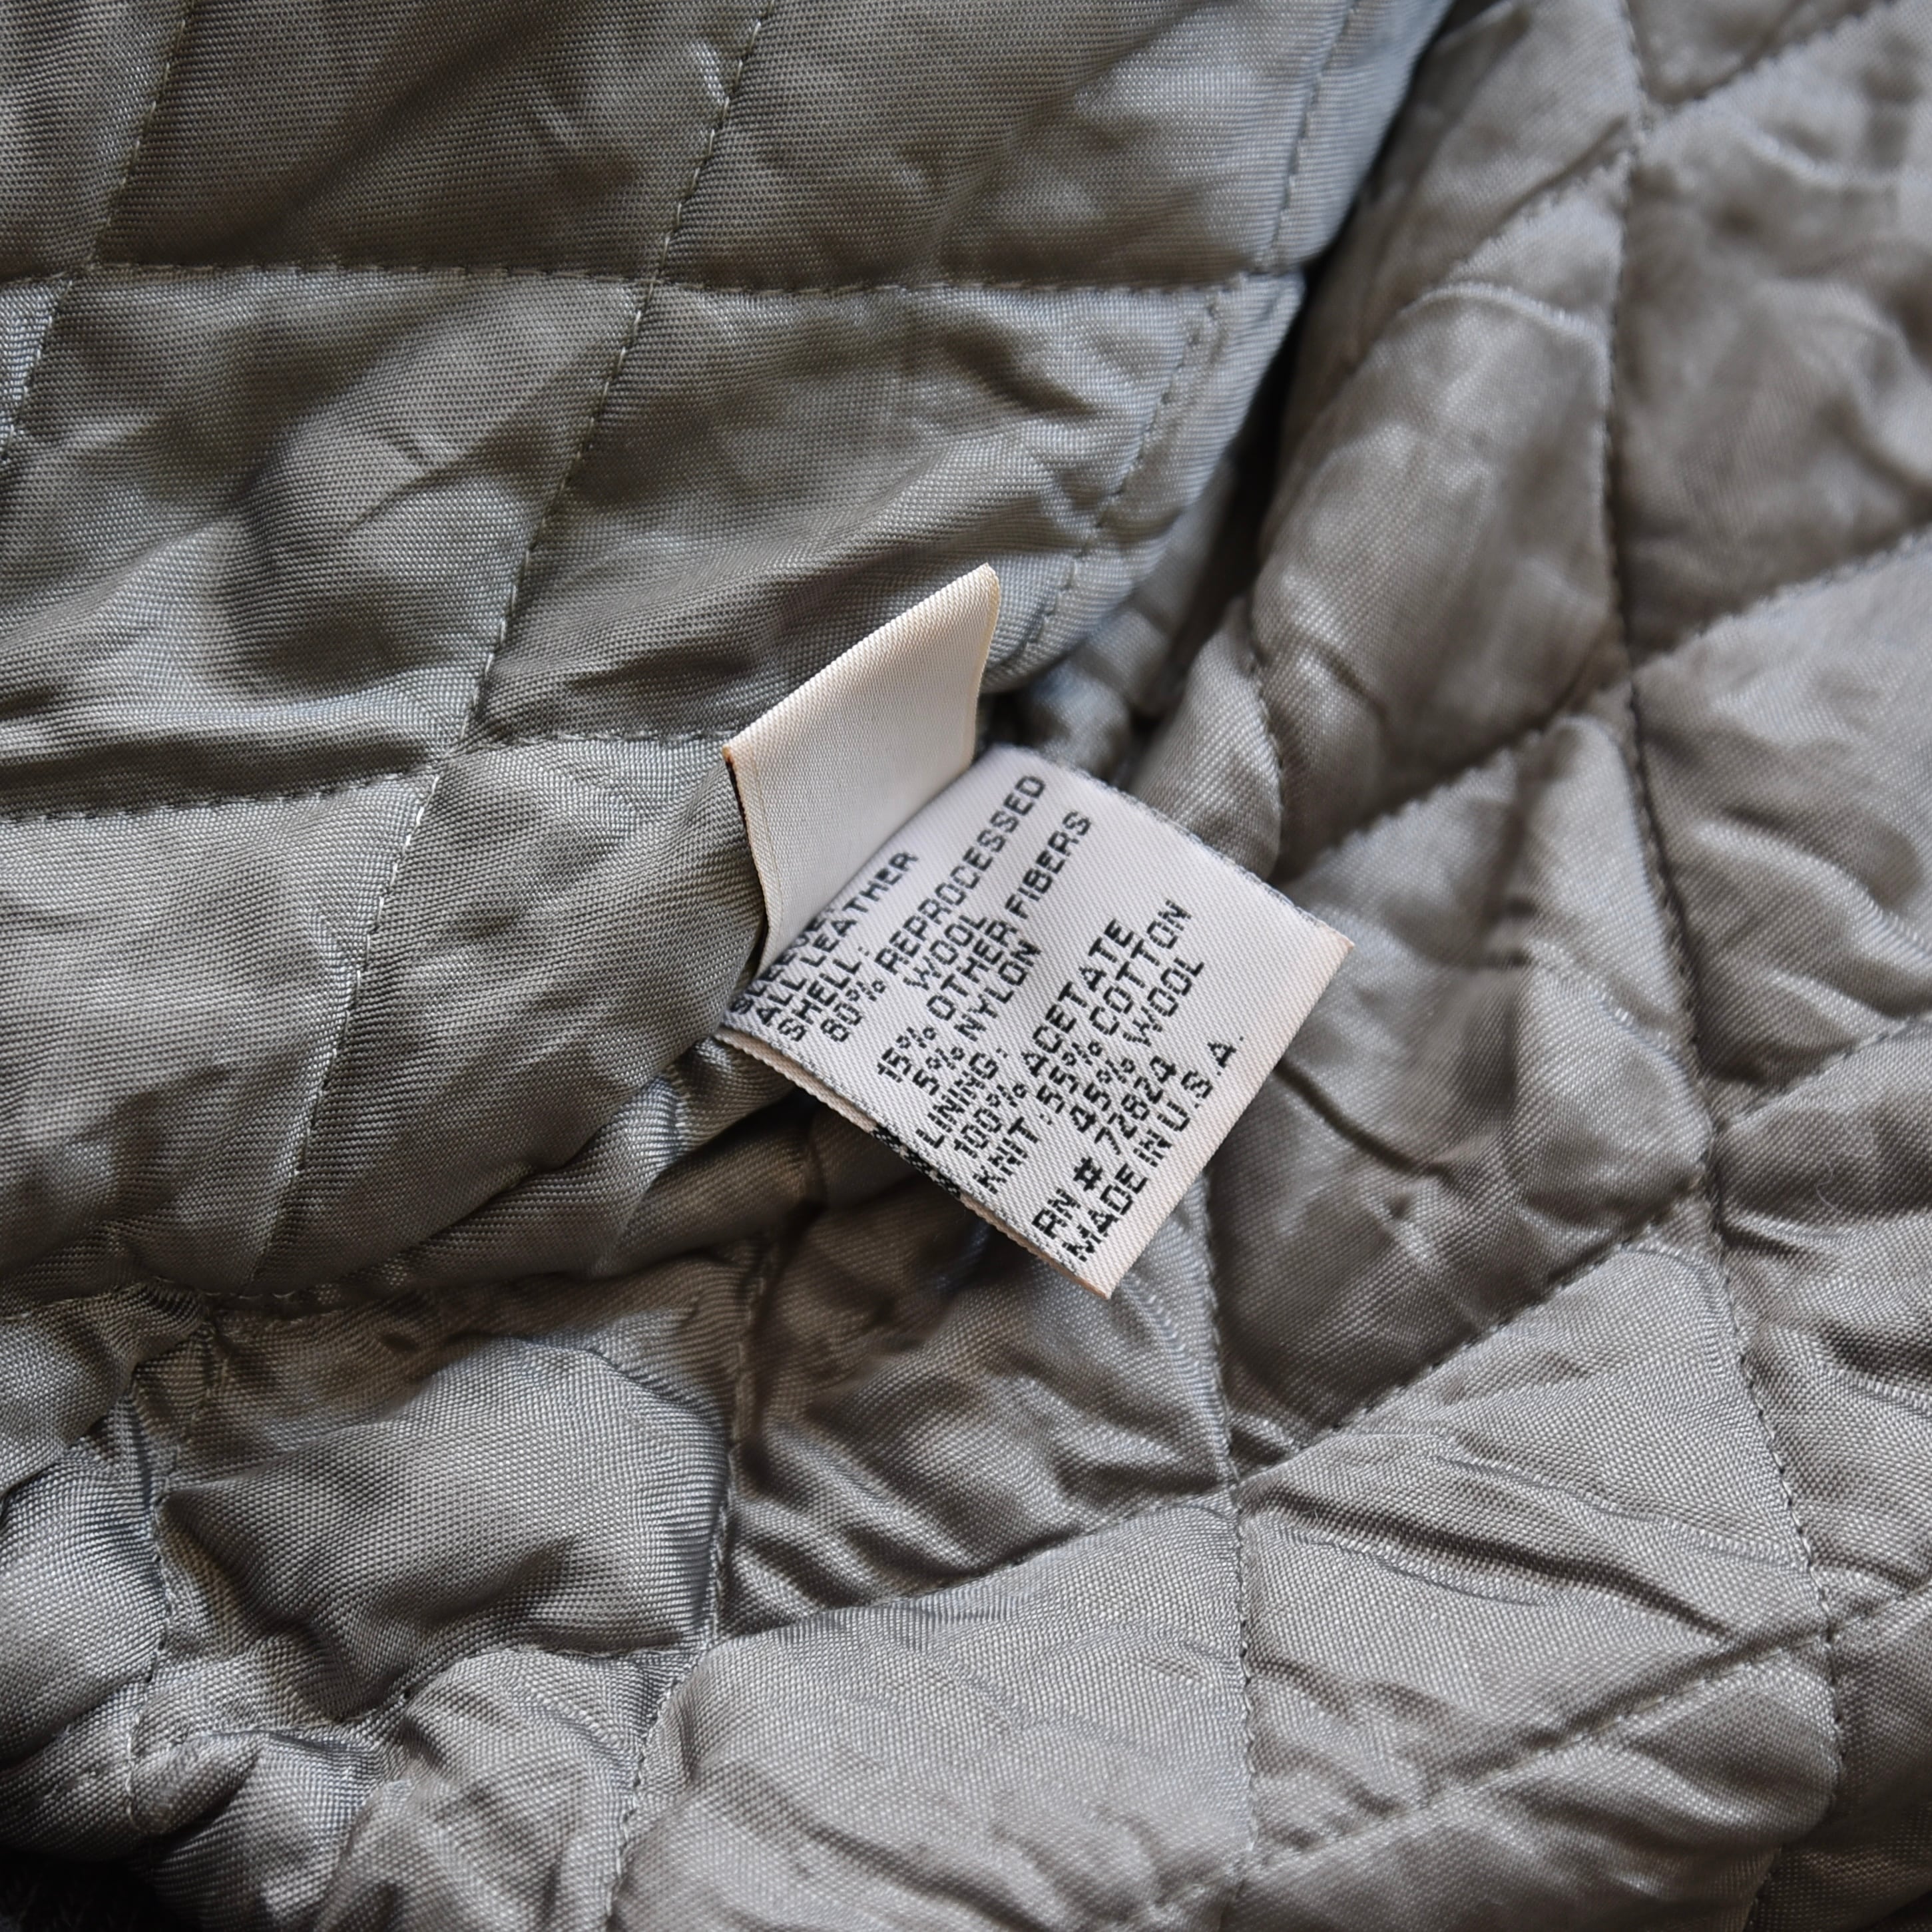 SLEEVE:
ALL LEATHER
SHELL:
80% REPROCESSED
WOOL
15% OTHER FIBERS
5% NYLON
LINING:
100% ACETATE
KNIT: 55% COTTON
45% WOOL
RN # 72824
MADE IN U.S.A.